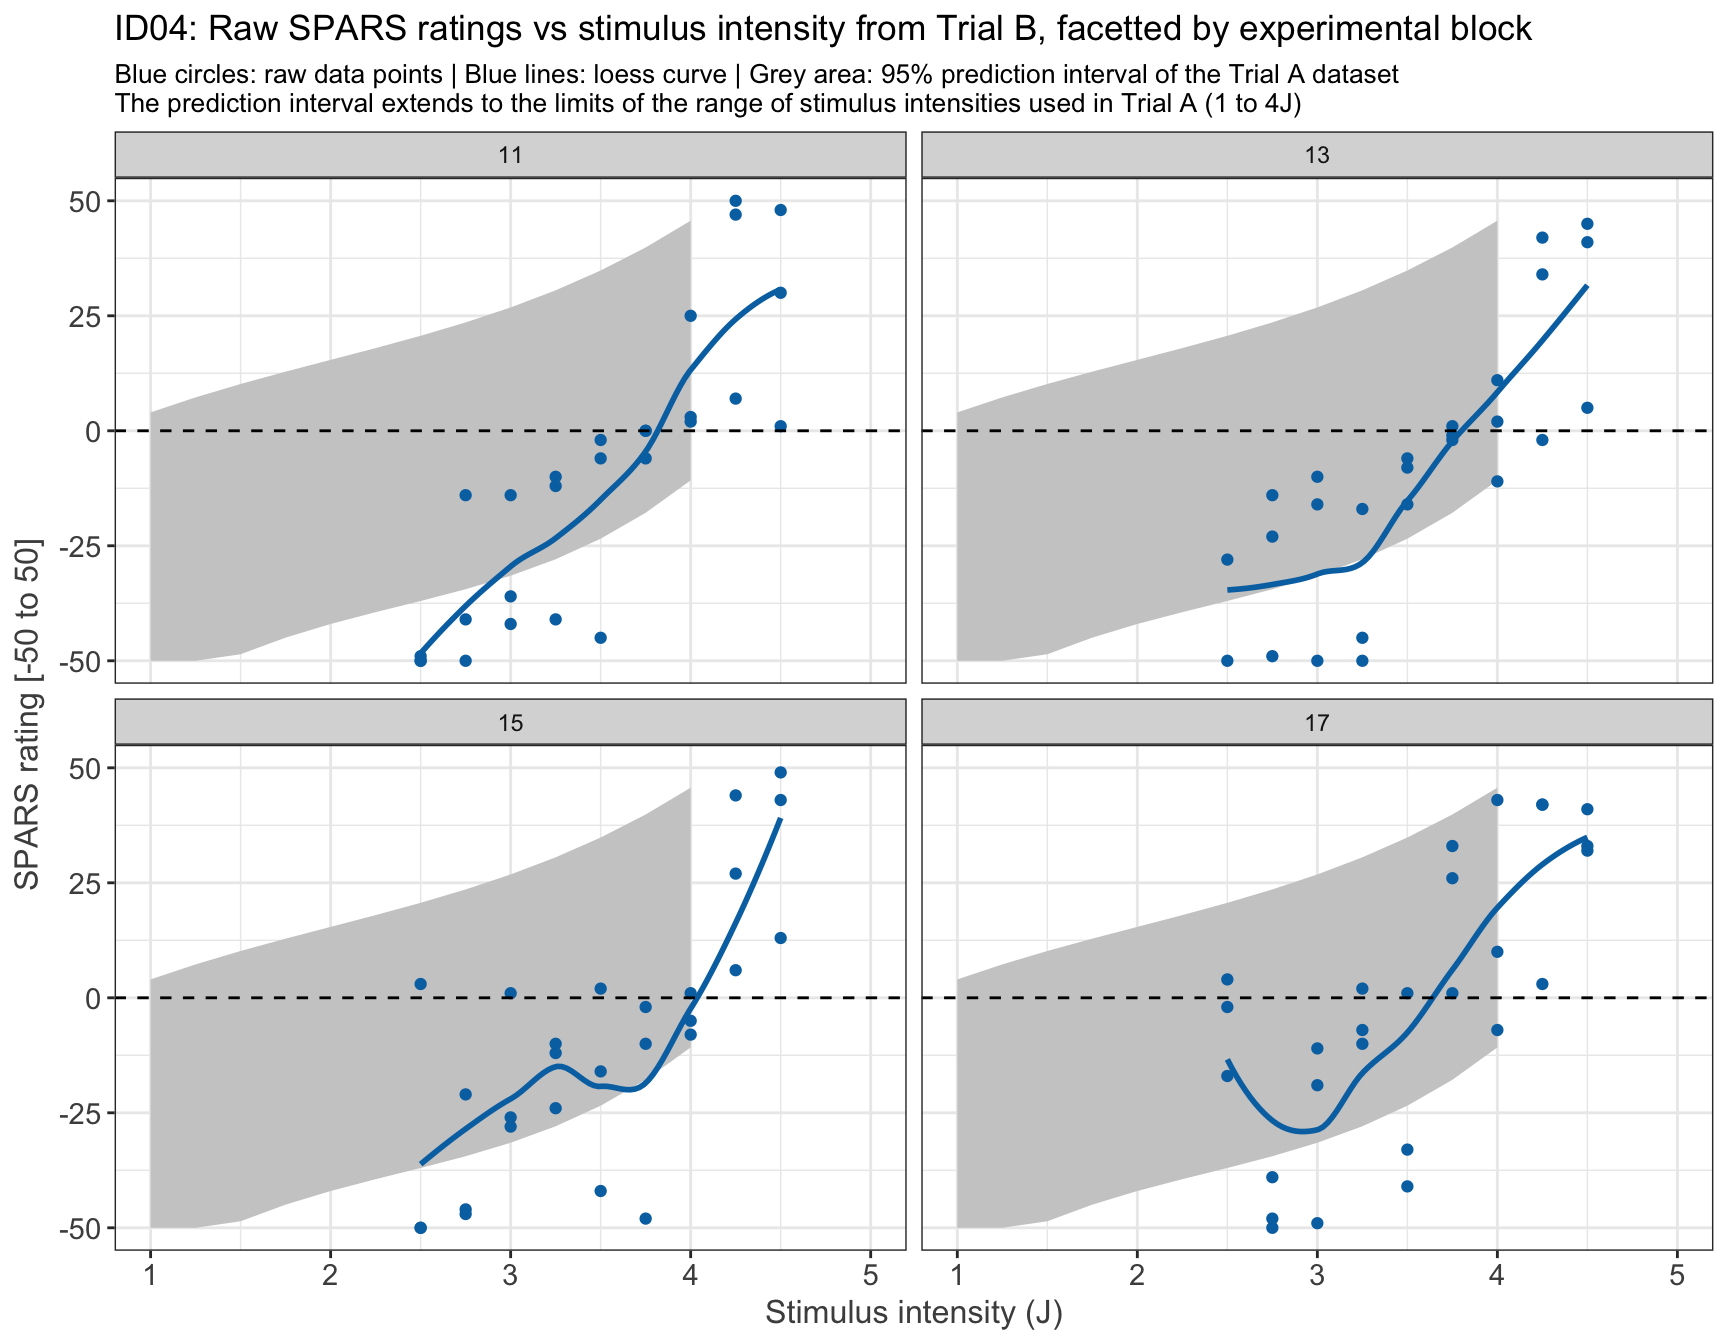 ID04: Raw SPARS ratings vs stimulus intensity from Trial B, facetted by experimental block
Blue circles: raw data points | Blue lines: loess curve | Grey area: 95% prediction interval of the Trial A dataset
The prediction interval extends to the limits of the range of stimulus intensities used in Trial A (1 to 4J)
11
13
50
25
0
-25
-50
15
17
50
25
0
-25
-50
SPARS rating [-50 to 50]
1 2 3 4 5
1 2 3 4 5
Stimulus intensity (J)